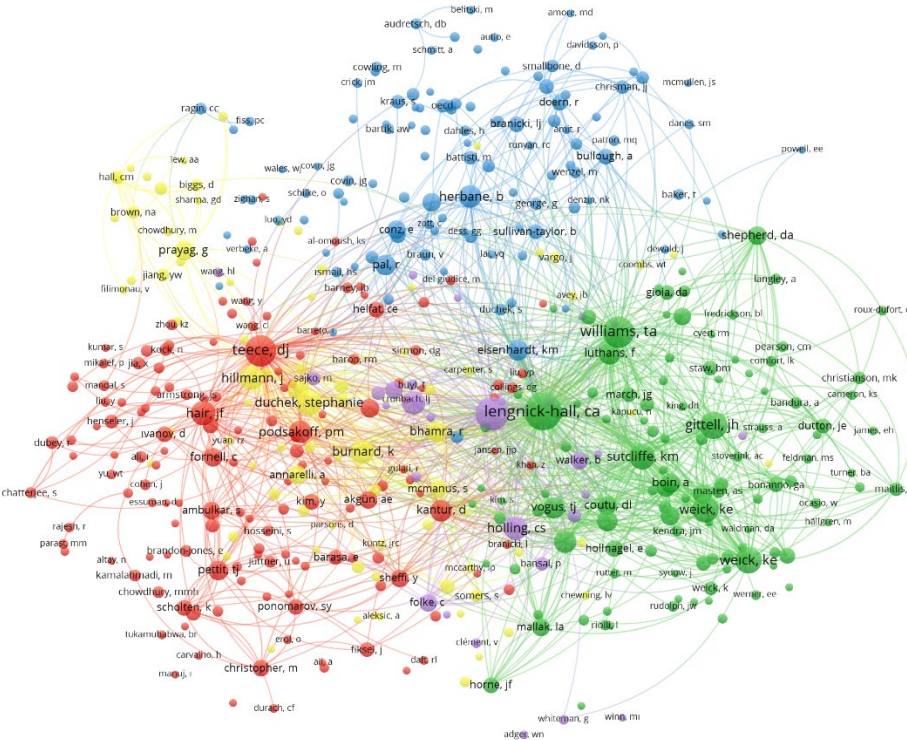 belitski, m
amore, md
audretsch, db
autio, e
davidsson, p
schmitt, a
cowling, m
smallbone, d
chrisman, jj
mcmullen, js
crick, jm
kraus, s
oecd
doern, r
ragin, cc
fiss, pc
bartik, aw
dahles, h
branicki, lj
amit, r
danes, sm
runyan, rc
patton, mq
powell, ee
lew, aa
wales, wj
covin, jg
battisti, m
bullough, a
wenzel, m
hall, cm
biggs, d
sharma, gd
zighan, s
schilke, o
covin, jg
herbane, b
george, g
denzin, nk
baker, t
brown, na
chowdhury, m
luo, yd
zott, c
dess, gg
sullivan-taylor, b
shepherd, da
prayag, g
verbeke, a
al-omoush, ks
conz, e
lai, yq
dewald, j
coombs, wt
jiang, yw
wang, hl
ismail, hs
braun, v
pal, r
vargo, j
filimonau, v
del giudice, m
gioia, da
langley, a
wang, y
barney, jb
helfat, ce
duchek, s
avey, jb
fredrickson, bl
roux-dufort, c
zhou, kz
wang, cl
barreto, i
williams, ta
cyert, rm
kumar, s
kock, n
teece, dj
baron, rm
sirmon, dg
eisenhardt, km
luthans, f
pearson, cm
mikalef, p
jia, x
carpenter, s
liu, yp
staw, bm
comfort, lk
christianson, mk
mandal, s
hillmann, j
sajko, m
buyl, t
collings, dg
march, jg
king, dd
bandura, a
cameron, ks
liu, y
armstrong, js
duchek, stephanie
cronbach, lj
lengnick-hall, ca
kapucu, n
henseler, j
hair, jf
gittell, jh
strauss, a
dutton, je
james, eh
dubey, r
ivanov, d
yuan, rz
podsakoff, pm
bhamra, r
jansen, jjp
stoverink, ac
feldman, ms
ali, i
fornell, c
burnard, k
khan, z
walker, b
sutcliffe, km
turner, ba
yu, wt
cohen, j
annarelli, a
gulati, r
boin, a
masten, as
bonanno, ga
maitlis,
chatterjee, s
essuman, d
kim, y
akgün, ae
mcmanus, s
kim, s
vogus, tj
coutu, dl
weick, ke
ocasio, w
rajesh, r
ambulkar, s
hosseini, s
parsons, d
kantur, d
holling, cs
kendra, jm
waldman, da
hällgren, m
parast, mm
altay, n
brandon-jones, e
juttner, u
barasa, e
kuntz, jrc
branicki, l
hollnagel, e
kamalahmadi, m
pettit, tj
sheffi, y
mccarthy, ip
bansal, p
rutter, m
sydow, j
weick, ke
chowdhury, mmh
somers, s
chewning, lv
weick, k
werner, ee
scholten, k
ponomarov, sy
aleksic, a
folke, c
rudolph, jw
tukamuhabwa, br
erol, o
mallak, la
riolli, l
carvalho, h
fiksel, j
clément, v
manuj, i
christopher, m
ali, a
daft, rl
horne, jf
durach, cf
whiteman, g
winn, mi
adger, wn